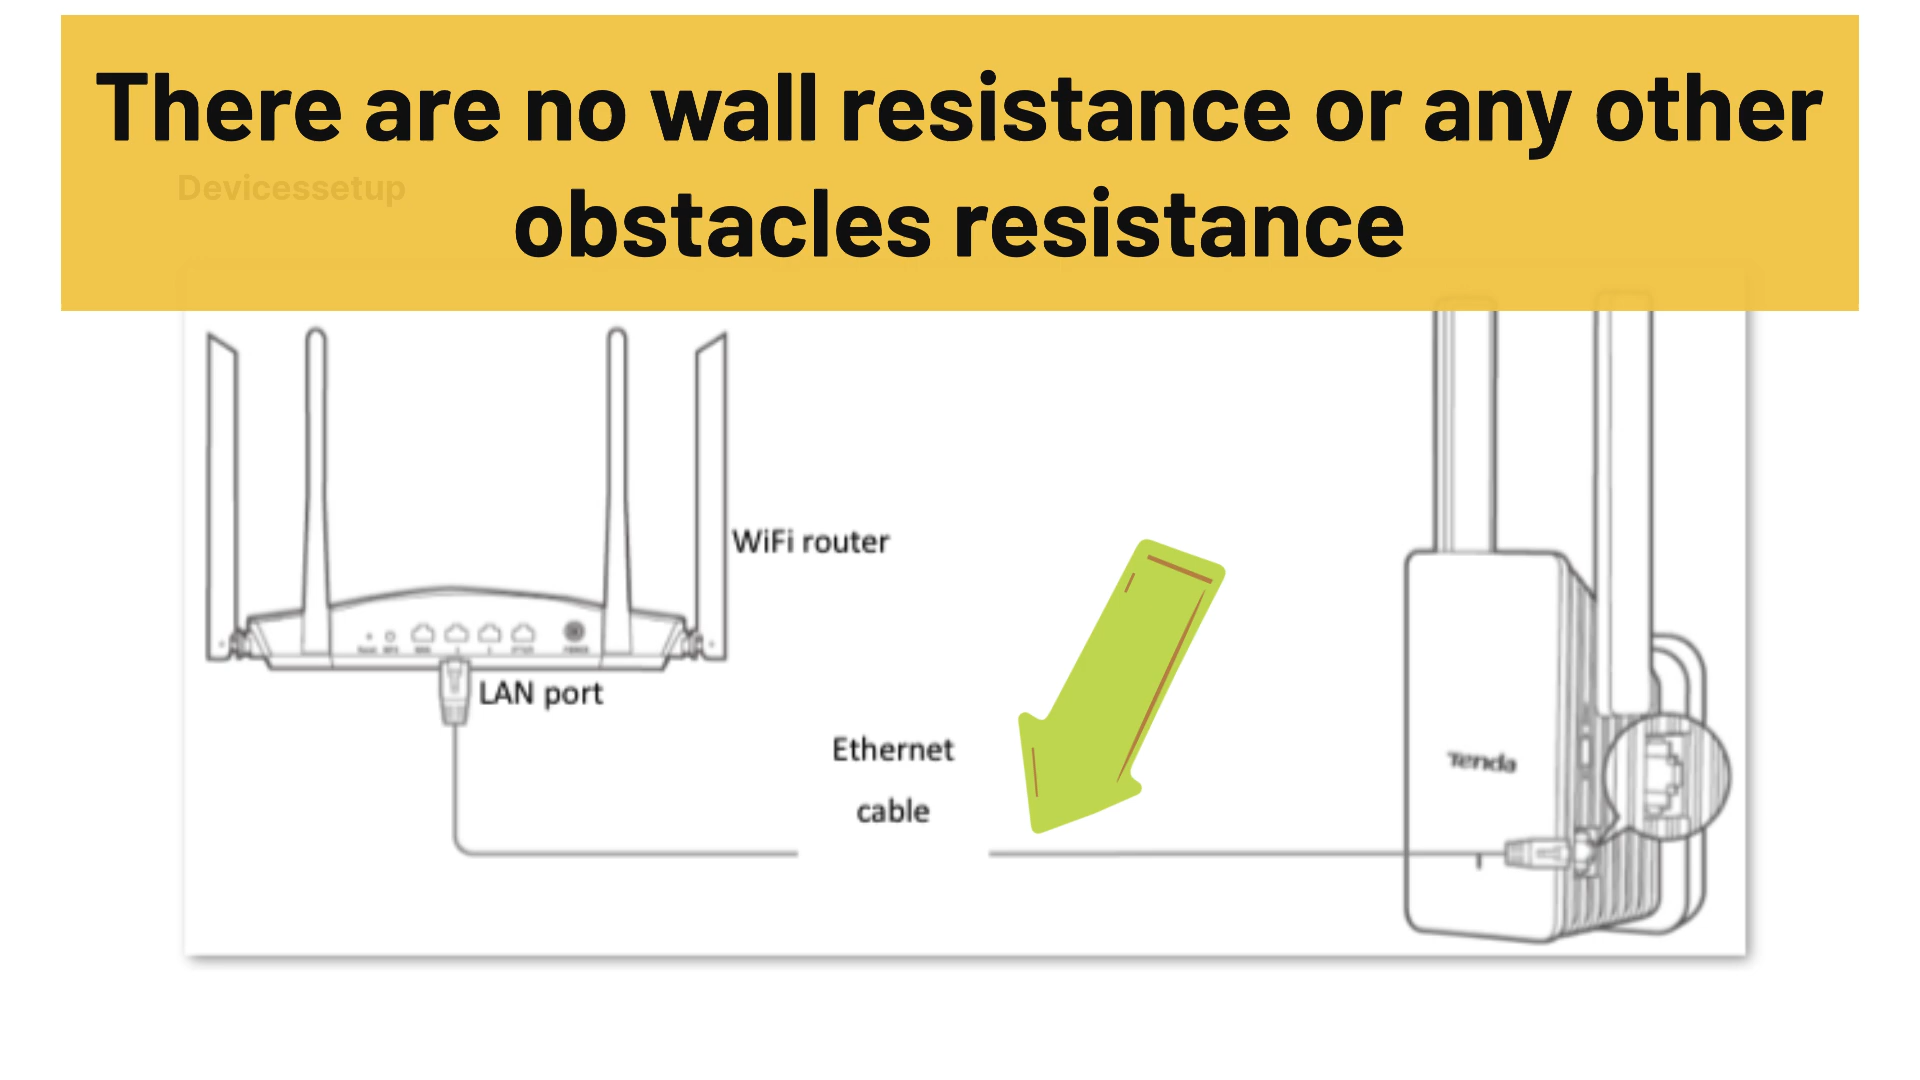 There are no wall resistance or any other
obstacles resistance
Devicessetup
WiFi router
LAN port
Ethernet
cable
Tenda